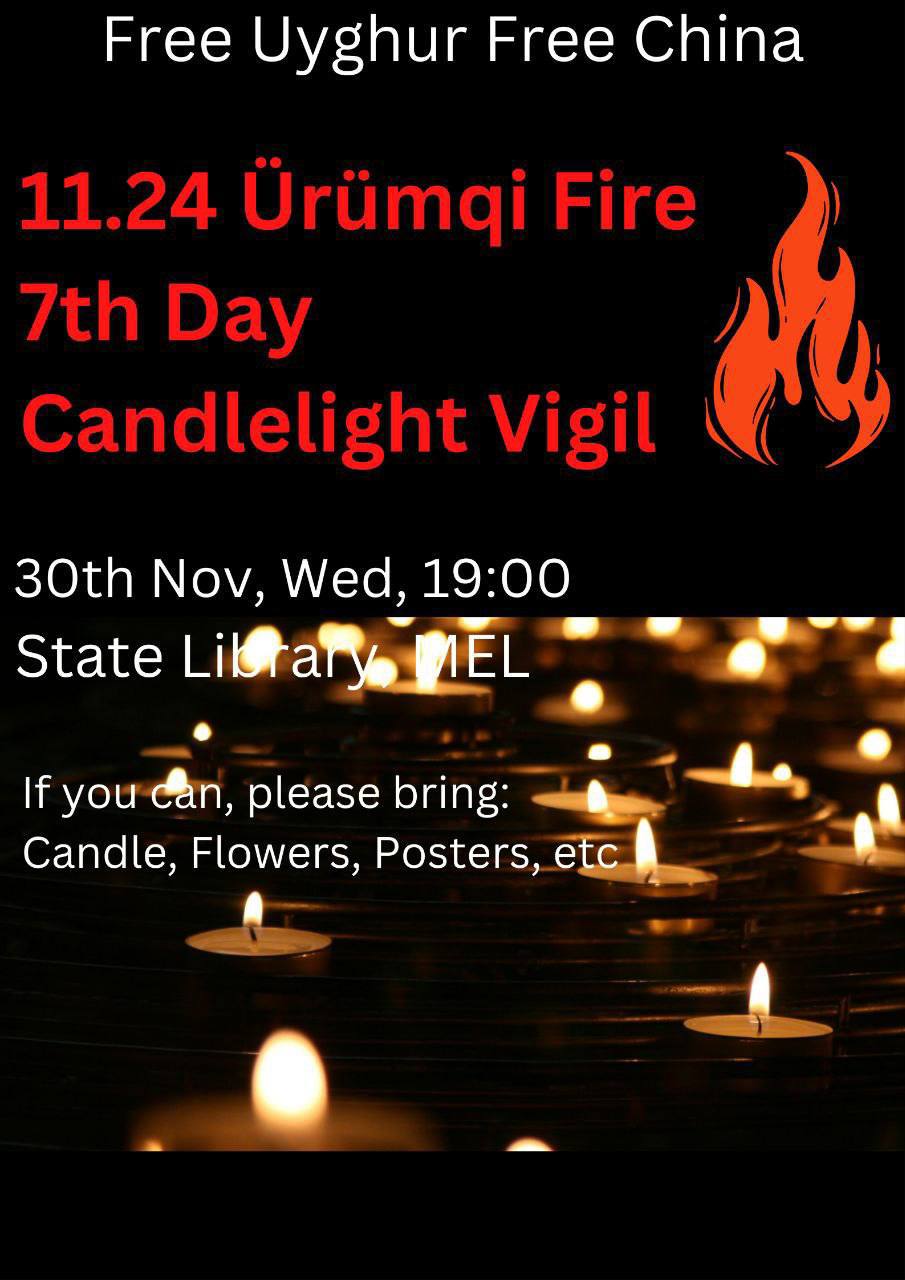 Free Uyghur Free China
11.24 Ürümqi Fire
7th Day
Candlelight Vigil
30th Nov, Wed, 19:00
State Library, MEL
If you can, please bring:
Candle, Flowers, Posters, etc